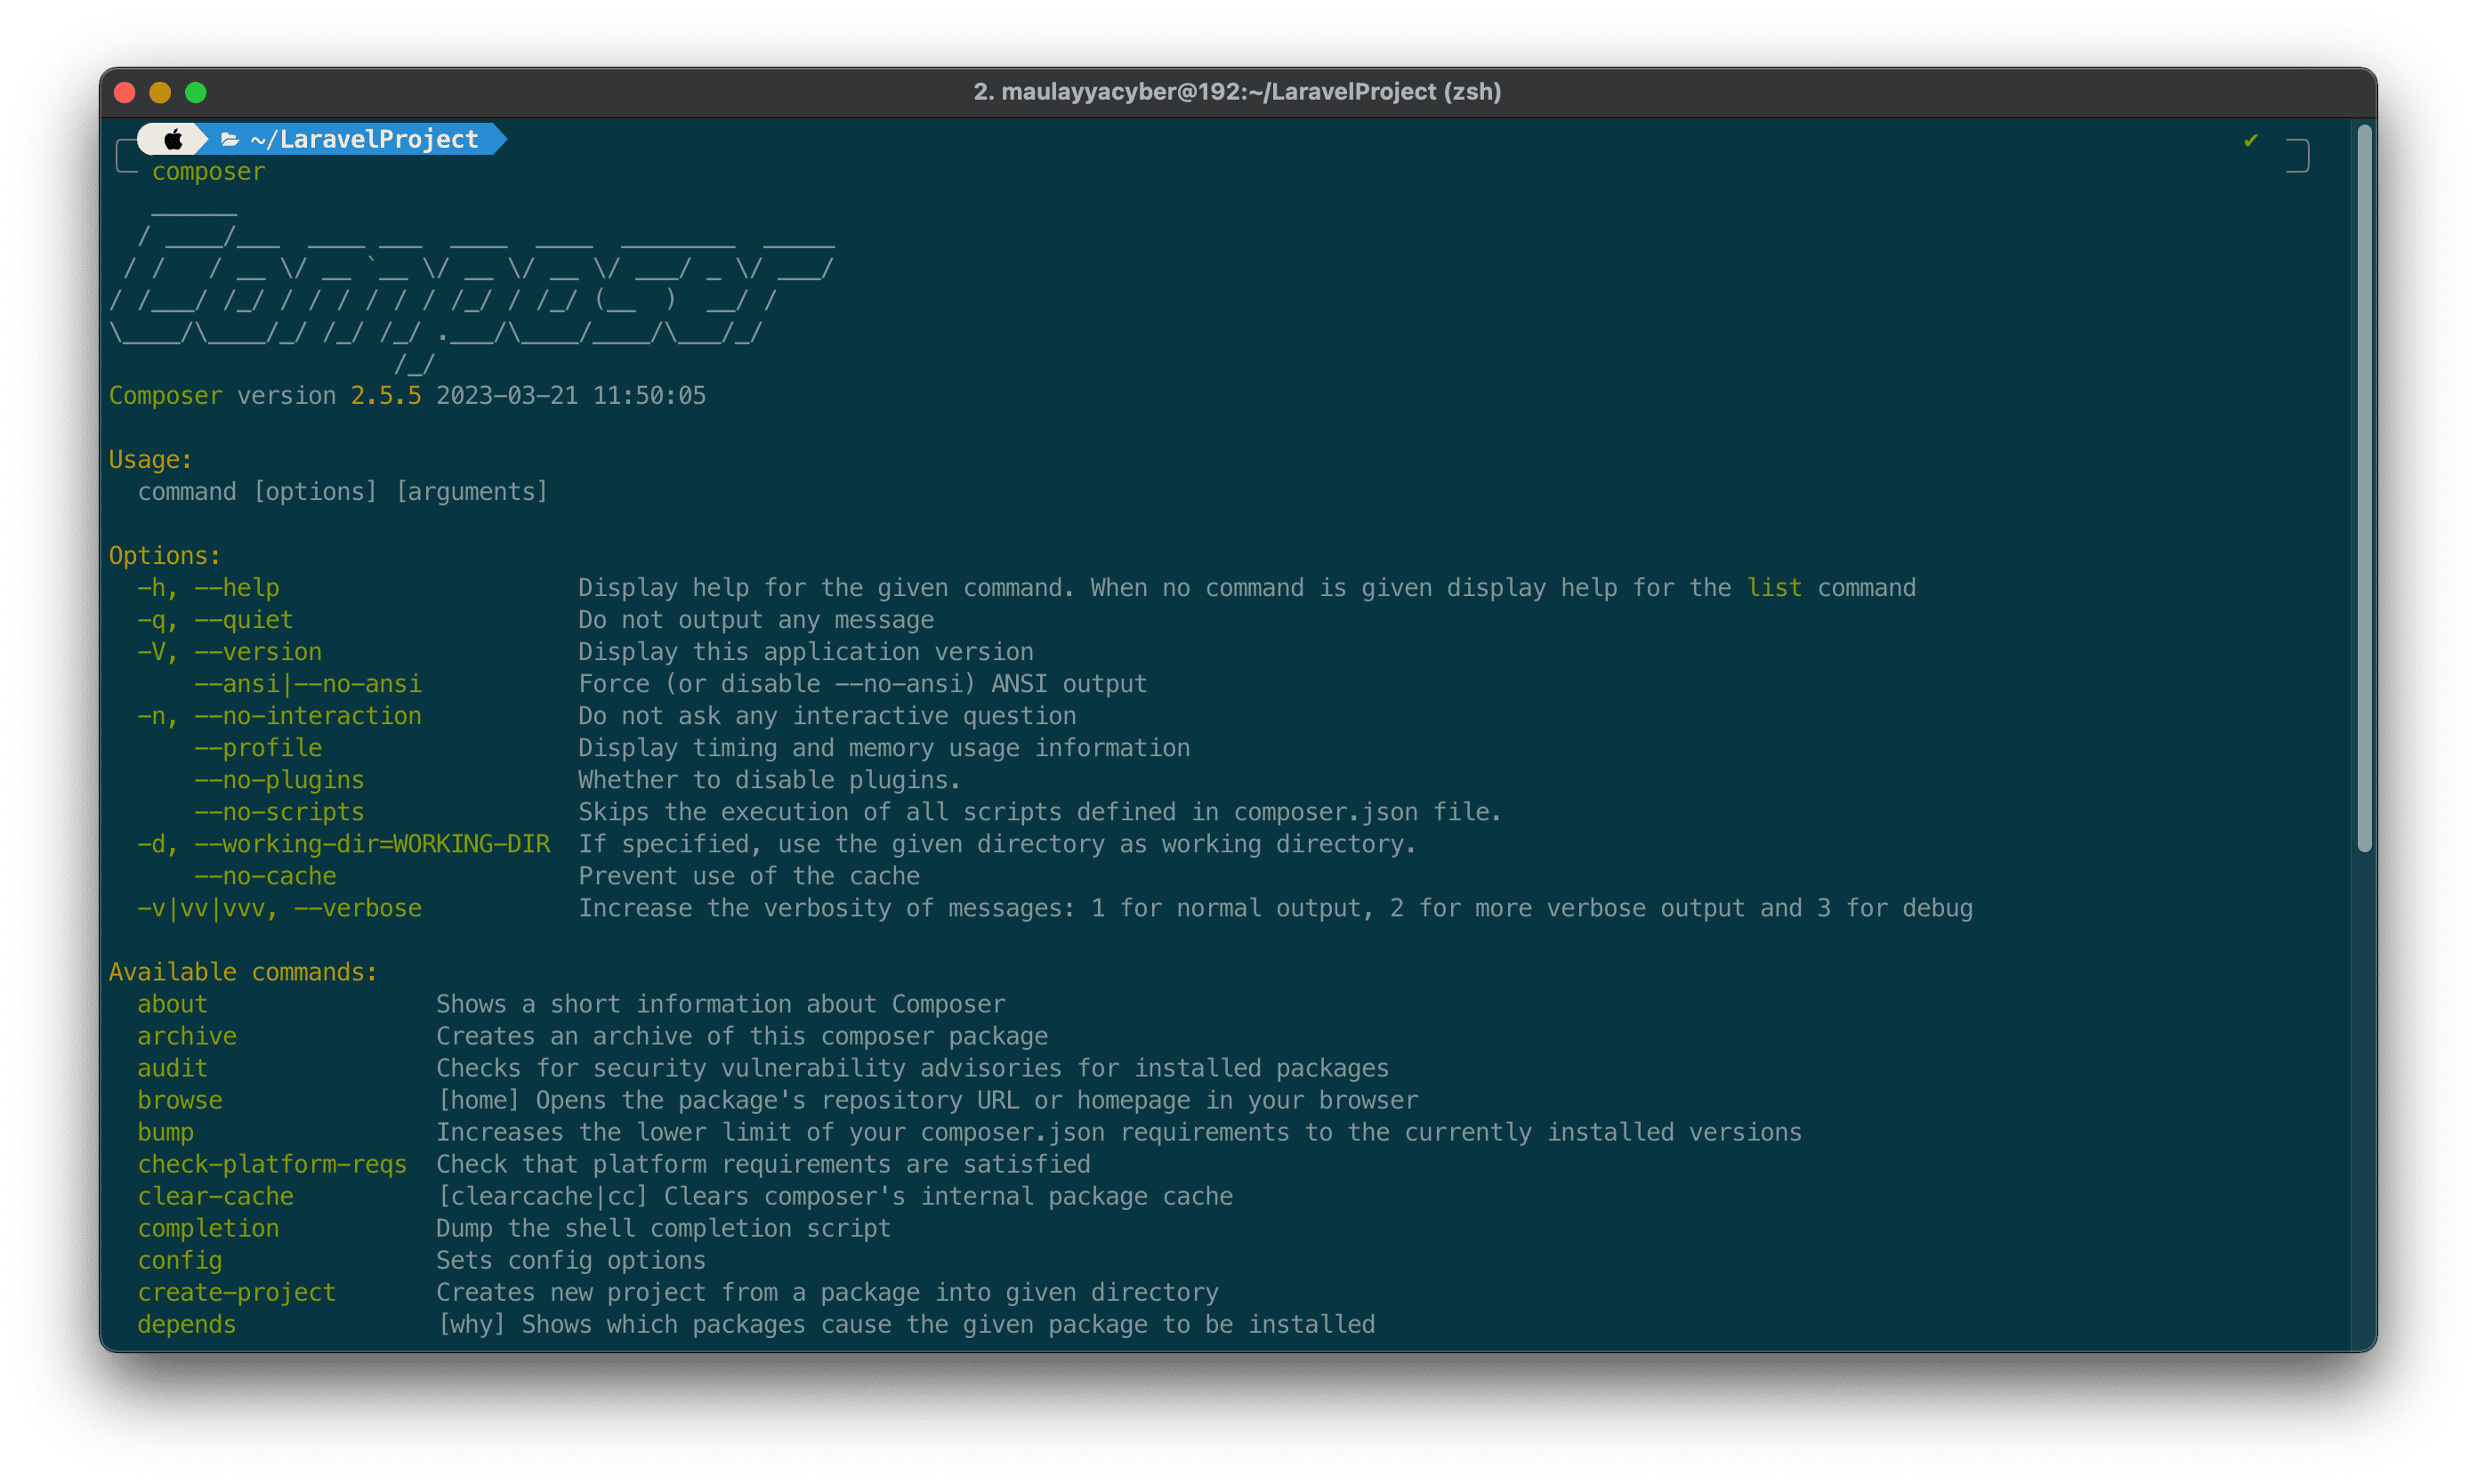 2. maulayyacyber@192:~/LaravelProject (zsh)
~/LaravelProject ✔
composer
   ______
  / ____/___  ____ ___  ____  ____  ________  _____
 / /   / __ \/ __ `__ \/ __ \/ __ \/ ___/ _ \/ ___/
/ /___/ /_/ / / / / / / /_/ / /_/ (__  )  __/ /
\____/\____/_/ /_/ /_/ .___/\____/____/\___/_/
                    /_/
Composer version 2.5.5 2023-03-21 11:50:05
Usage:
  command [options] [arguments]
Options:
  -h, --help                     Display help for the given command. When no command is given display help for the list command
  -q, --quiet                    Do not output any message
  -V, --version                  Display this application version
      --ansi|--no-ansi           Force (or disable --no-ansi) ANSI output
  -n, --no-interaction           Do not ask any interactive question
      --profile                  Display timing and memory usage information
      --no-plugins               Whether to disable plugins.
      --no-scripts               Skips the execution of all scripts defined in composer.json file.
  -d, --working-dir=WORKING-DIR  If specified, use the given directory as working directory.
      --no-cache                 Prevent use of the cache
  -v|vv|vvv, --verbose           Increase the verbosity of messages: 1 for normal output, 2 for more verbose output and 3 for debug
Available commands:
  about                Shows a short information about Composer
  archive              Creates an archive of this composer package
  audit                Checks for security vulnerability advisories for installed packages
  browse               [home] Opens the package's repository URL or homepage in your browser
  bump                 Increases the lower limit of your composer.json requirements to the currently installed versions
  check-platform-reqs  Check that platform requirements are satisfied
  clear-cache          [clearcache|cc] Clears composer's internal package cache
  completion           Dump the shell completion script
  config               Sets config options
  create-project       Creates new project from a package into given directory
  depends              [why] Shows which packages cause the given package to be installed